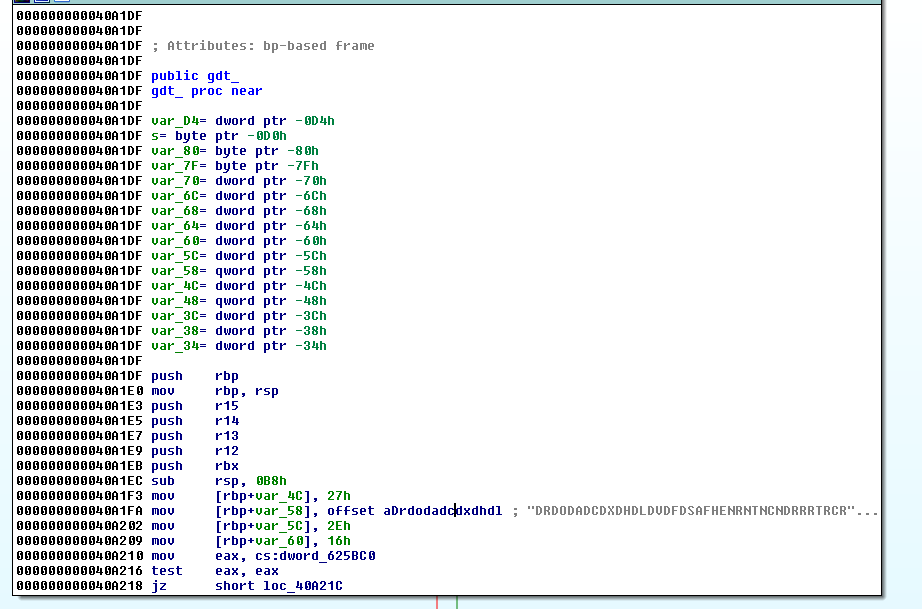 000000000040A1DF
000000000040A1DF
000000000040A1DF ; Attributes: bp-based frame
000000000040A1DF
000000000040A1DF public gdt_
000000000040A1DF gdt_ proc near
000000000040A1DF
000000000040A1DF var_D4= dword ptr -0D4h
000000000040A1DF s= byte ptr -0D0h
000000000040A1DF var_80= byte ptr -80h
000000000040A1DF var_7F= byte ptr -7Fh
000000000040A1DF var_70= dword ptr -70h
000000000040A1DF var_6C= dword ptr -6Ch
000000000040A1DF var_68= dword ptr -68h
000000000040A1DF var_64= dword ptr -64h
000000000040A1DF var_60= dword ptr -60h
000000000040A1DF var_5C= dword ptr -5Ch
000000000040A1DF var_58= qword ptr -58h
000000000040A1DF var_4C= dword ptr -4Ch
000000000040A1DF var_48= qword ptr -48h
000000000040A1DF var_3C= dword ptr -3Ch
000000000040A1DF var_38= dword ptr -38h
000000000040A1DF var_34= dword ptr -34h
000000000040A1DF
000000000040A1DF push rbp
000000000040A1E0 mov rbp, rsp
000000000040A1E3 push r15
000000000040A1E5 push r14
000000000040A1E7 push r13
000000000040A1E9 push r12
000000000040A1EB push rbx
000000000040A1EC sub rsp, 0B8h
000000000040A1F3 mov [rbp+var_4C], 27h
000000000040A1FA mov [rbp+var_58], offset aDrdodadcdxdhdl ; "DRDODADCDXDHDLDVDFDSAFHENRNTNCNDRRRTRCR"...
000000000040A202 mov [rbp+var_5C], 2Eh
000000000040A209 mov [rbp+var_60], 16h
000000000040A210 mov eax, cs:dword_625BC0
000000000040A216 test eax, eax
000000000040A218 jz short loc_40A21C